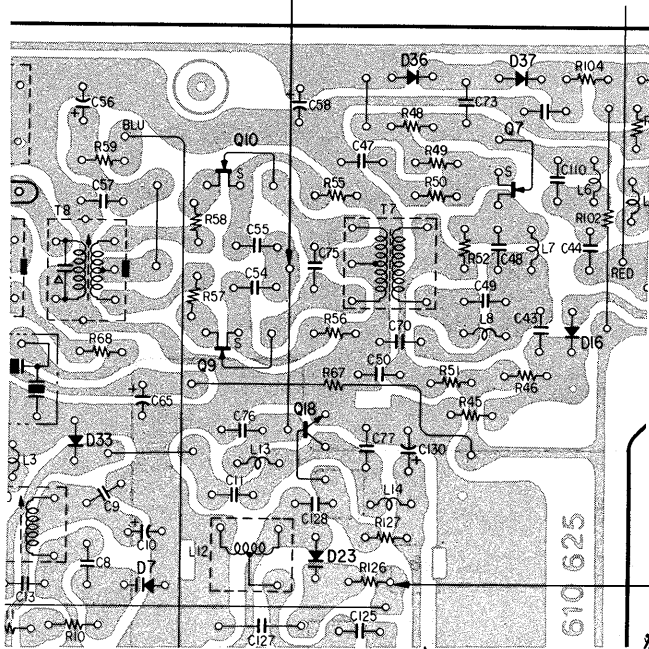 D36
D37
R104
C56
C58
C73
R48
BLU
Q10
Q7
R59
C47
R49
S
S
C110
C57
R55
R50
L6
T8
T7
R102
R58
C55
C75
R52
C48
L7
C44
RED
R57
C54
C49
R56
L8
C43
C70
D16
S
R68
Q9
R67
C50
R51
R46
C65
Q18
R45
C76
D33
C77
C130
L3
L13
C11
C9
L14
C128
C10
R127
L12
D23
C8
D7
R126
C13
610 625
R10
C127
C125